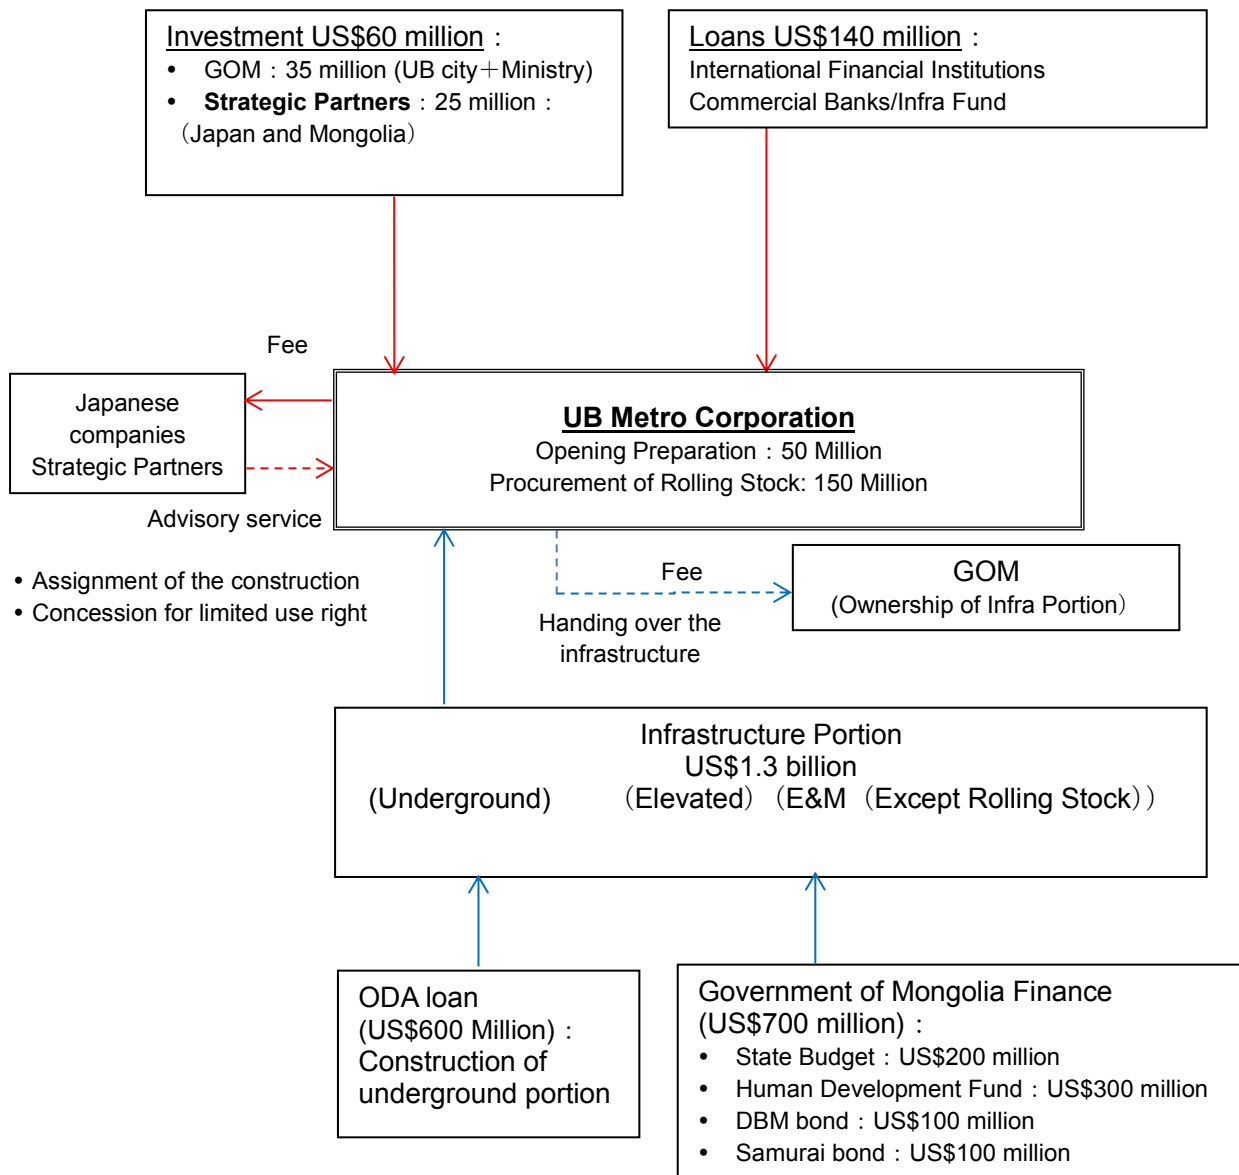 Investment US$60 million：
• GOM：35 million (UB city＋Ministry)
• Strategic Partners：25 million：
（Japan and Mongolia）
Loans US$140 million：
International Financial Institutions
Commercial Banks/Infra Fund
Fee
Japanese
companies
Strategic Partners
UB Metro Corporation
Opening Preparation：50 Million
Procurement of Rolling Stock: 150 Million
Advisory service
• Assignment of the construction
• Concession for limited use right
Fee
Handing over the
infrastructure
GOM
(Ownership of Infra Portion）
Infrastructure Portion
US$1.3 billion
(Underground) （Elevated）（E&M（Except Rolling Stock））
ODA loan
(US$600 Million)：
Construction of
underground portion
Government of Mongolia Finance
(US$700 million)：
• State Budget：US$200 million
• Human Development Fund：US$300 million
• DBM bond：US$100 million
• Samurai bond：US$100 million